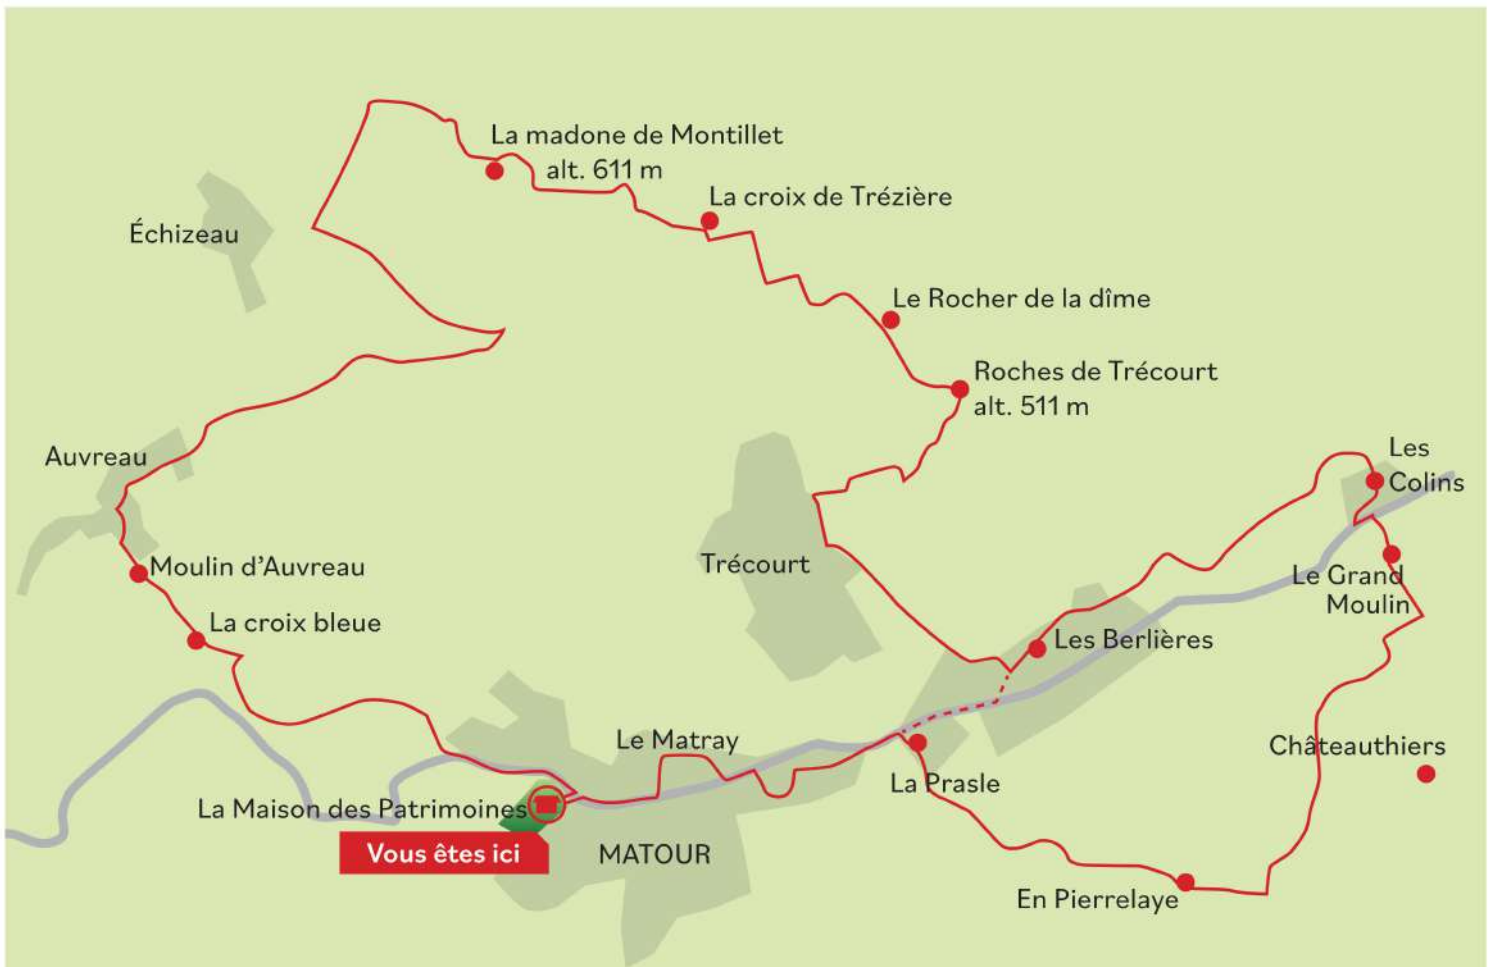 La madone de Montillet
alt. 611 m
La croix de Trézière
Échizeau
Le Rocher de la dîme
Roches de Trécourt
alt. 511 m
Auvreau
Les
Colins
Moulin d'Auvreau
Trécourt
Le Grand
Moulin
La croix bleue
Les Berlières
Le Matray
Châteauthiers
La Prasle
La Maison des Patrimoines
Vous êtes ici
MATOUR
En Pierrelaye